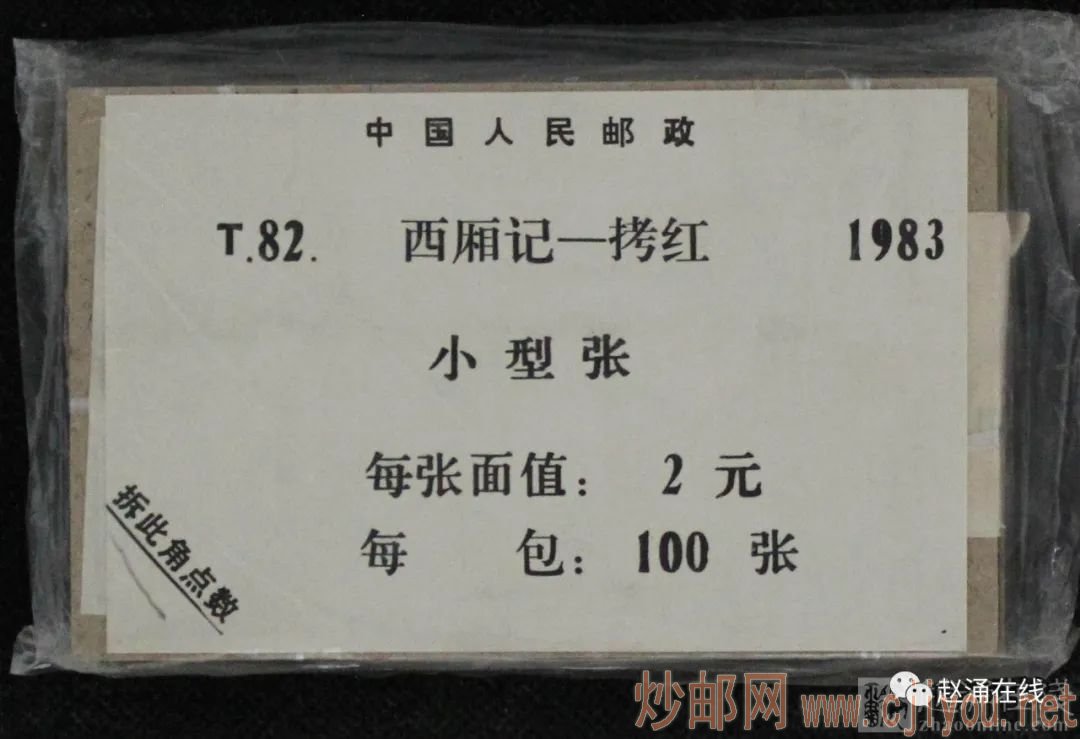 中国人民邮政
T.82. 西厢记—拷红 1983
小型张
每张面值： 2 元
每 包： 100 张
拆此角点数
赵涌在线
炒邮网 www.cjiyou.net
zhaoonline.com